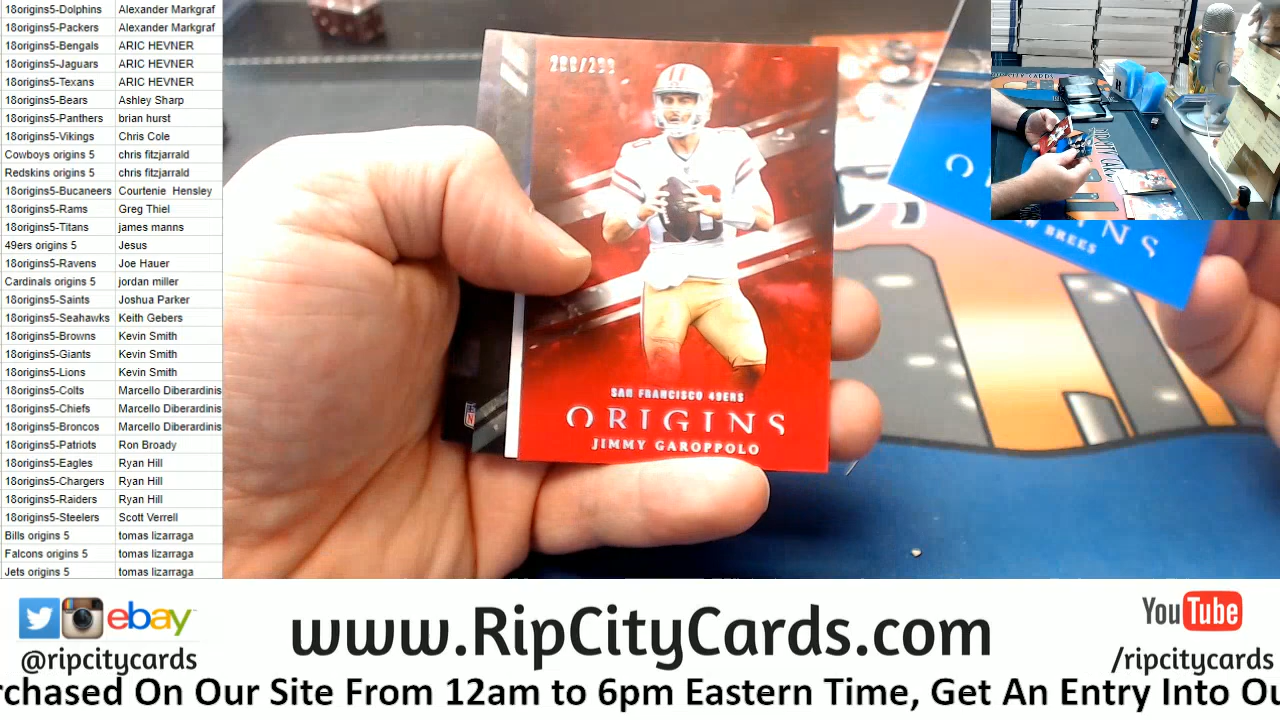 18origins5-Dolphins Alexander Markgraf
18origins5-Packers Alexander Markgraf
18origins5-Bengals ARIC HEVNER
18origins5-Jaguars ARIC HEVNER
18origins5-Texans ARIC HEVNER
18origins5-Bears Ashley Sharp
18origins5-Panthers brian hurst
18origins5-Vikings Chris Cole
Cowboys origins 5 chris fitzjarrald
Redskins origins 5 chris fitzjarrald
18origins5-Bucaneers Courtenie Hensley
18origins5-Rams Greg Thiel
18origins5-Titans james manns
49ers origins 5 Jesus
18origins5-Ravens Joe Hauer
Cardinals origins 5 jordan miller
18origins5-Saints Joshua Parker
18origins5-Seahawks Keith Gebers
18origins5-Browns Kevin Smith
18origins5-Giants Kevin Smith
18origins5-Lions Kevin Smith
18origins5-Colts Marcello Diberardinis
18origins5-Chiefs Marcello Diberardinis
18origins5-Broncos Marcello Diberardinis
18origins5-Patriots Ron Broady
18origins5-Eagles Ryan Hill
18origins5-Chargers Ryan Hill
18origins5-Raiders Ryan Hill
18origins5-Steelers Scott Verrell
Bills origins 5 tomas lizarraga
Falcons origins 5 tomas lizarraga
Jets origins 5 tomas lizarraga
SAN FRANCISCO 49ERS
ORIGINS
JIMMY GAROPPOLO
BREES
ebay
@ripcitycards
www.RipCityCards.com
YouTube
/ripcitycards
rchased On Our Site From 12am to 6pm Eastern Time, Get An Entry Into Ou